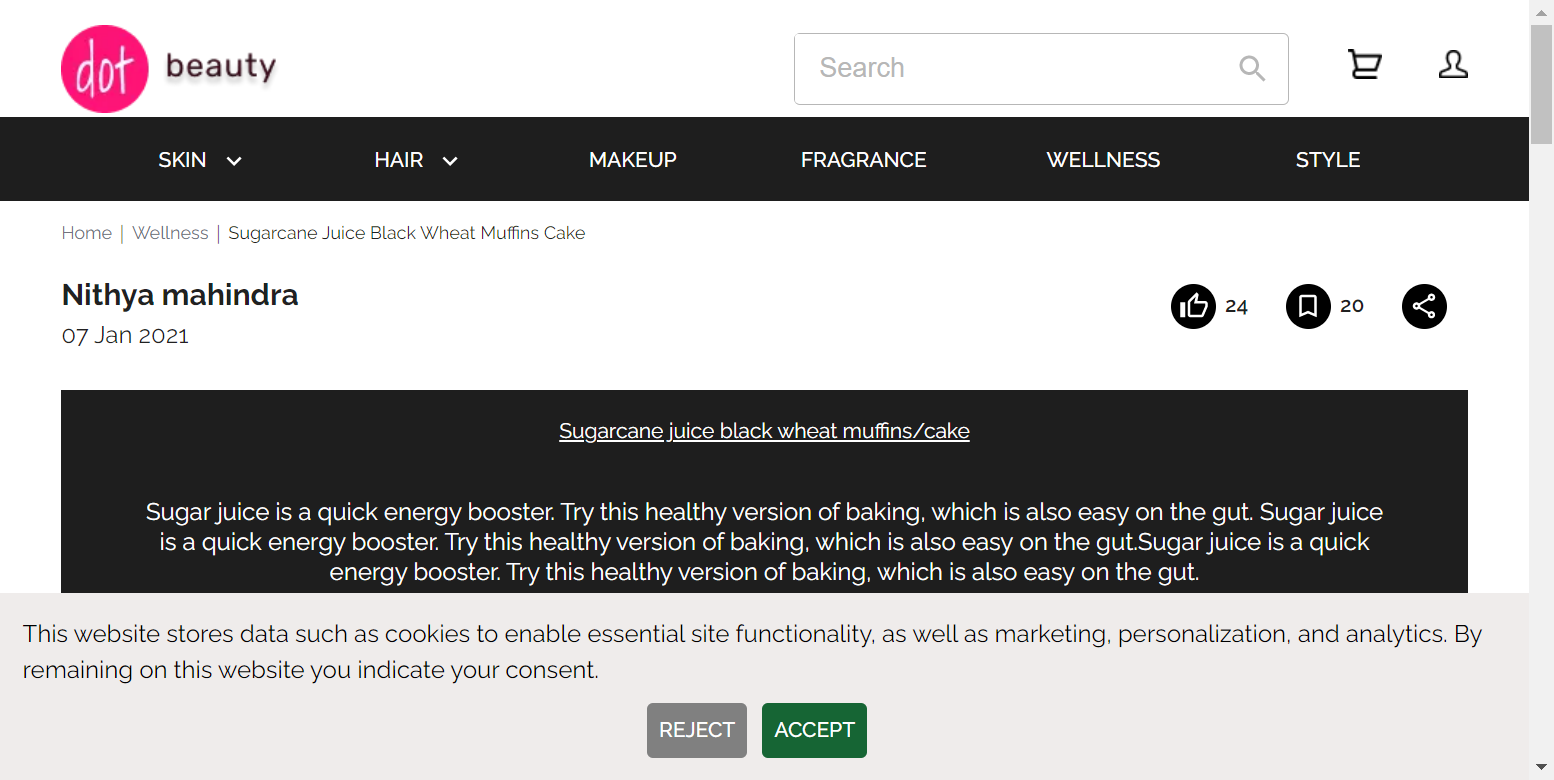 dot beauty
Search
SKIN
HAIR
MAKEUP
FRAGRANCE
WELLNESS
STYLE
Home | Wellness | Sugarcane Juice Black Wheat Muffins Cake
Nithya mahindra
24
20
07 Jan 2021
Sugarcane juice black wheat muffins/cake
Sugar juice is a quick energy booster. Try this healthy version of baking, which is also easy on the gut. Sugar juice
is a quick energy booster. Try this healthy version of baking, which is also easy on the gut.Sugar juice is a quick
energy booster. Try this healthy version of baking, which is also easy on the gut.
This website stores data such as cookies to enable essential site functionality, as well as marketing, personalization, and analytics. By
remaining on this website you indicate your consent.
REJECT
ACCEPT